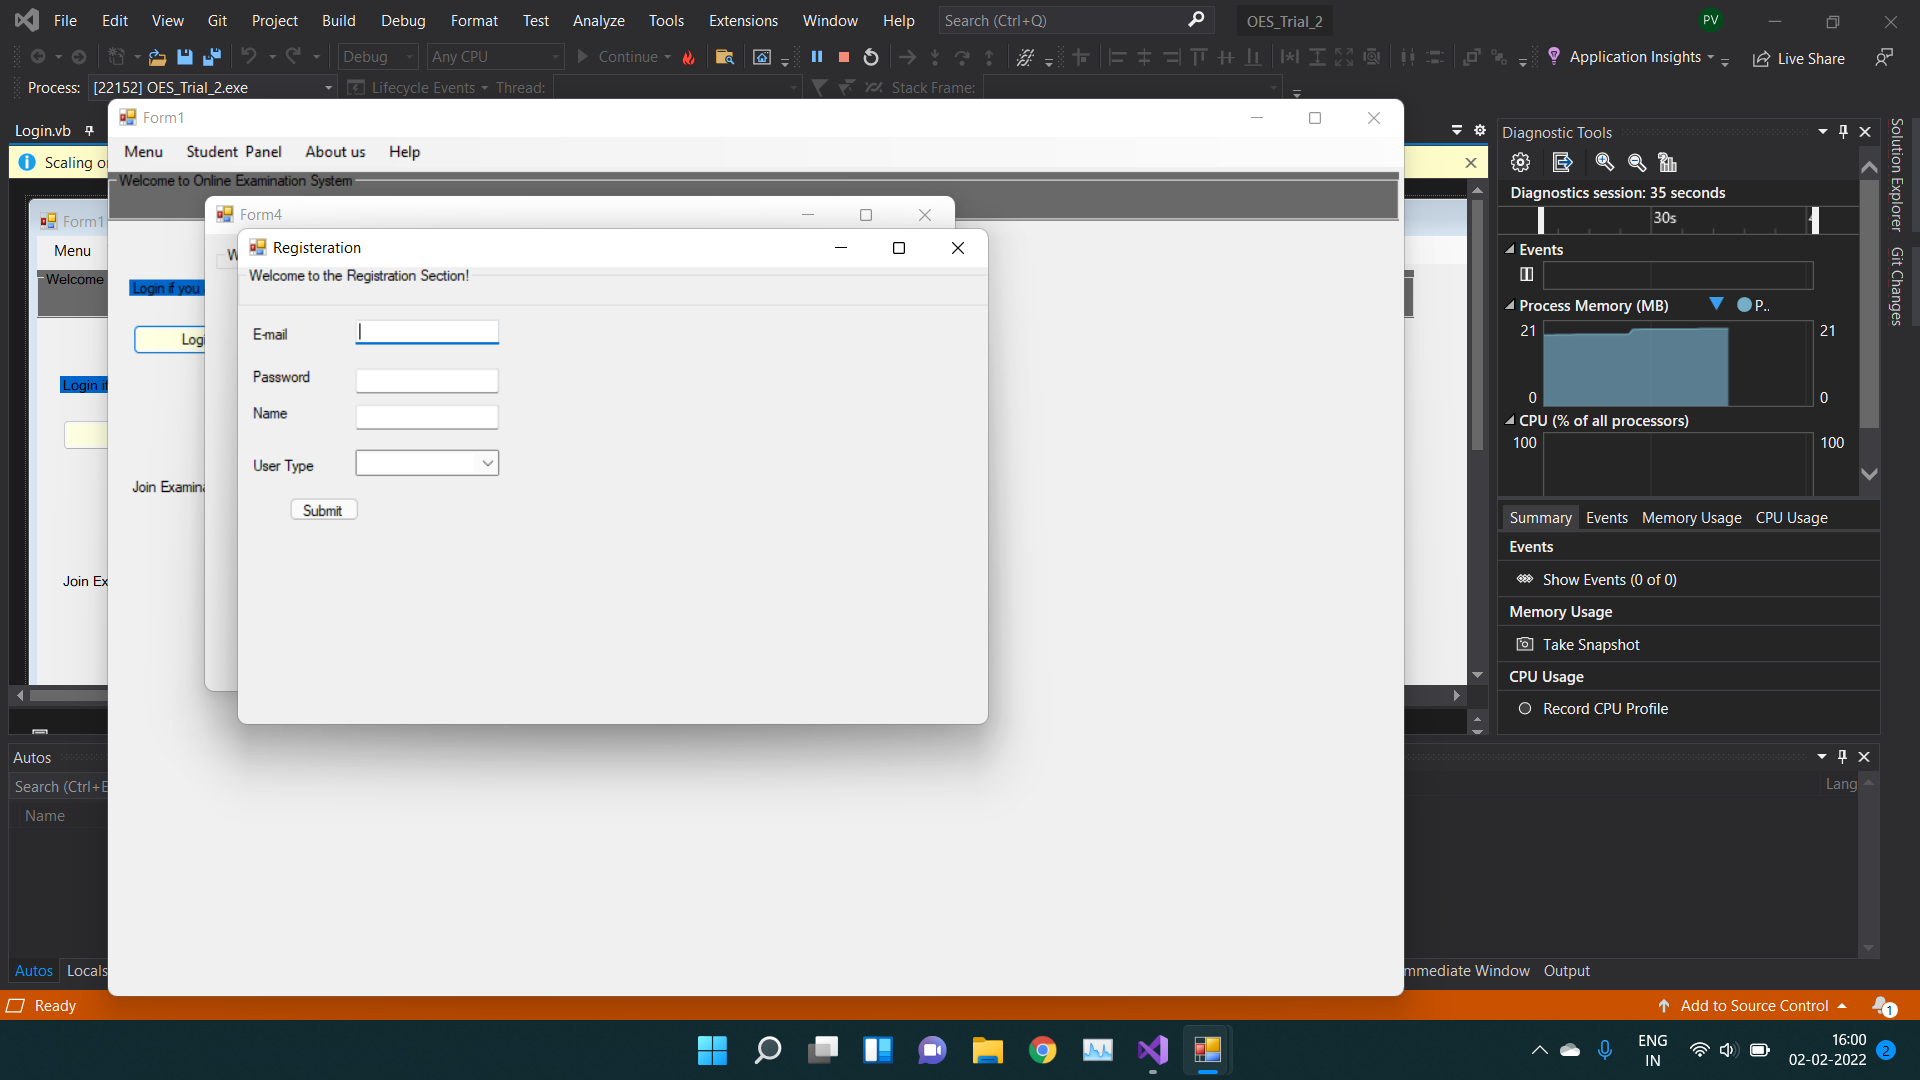 File Edit View Git Project Build Debug Format Test Analyze Tools Extensions Window Help Search (Ctrl+Q) OES_Trial_2 PV
Debug Any CPU Continue Application Insights Live Share
Process: [22152] OES_Trial_2.exe Lifecycle Events Thread: Stack Frame:
Login.vb
Scaling
Form1
Menu
Welcome
Login
Join Ex
Form1
Menu Student Panel About us Help
Welcome to Online Examination System
Login if you
Logi
Join Examina
Form4
W
Registeration
Welcome to the Registration Section!
E-mail
Password
Name
User Type
Submit
Diagnostic Tools
Diagnostics session: 35 seconds
30s
Events
Process Memory (MB) P..
21 21
0 0
CPU (% of all processors)
100 100
Summary Events Memory Usage CPU Usage
Events
Show Events (0 of 0)
Memory Usage
Take Snapshot
CPU Usage
Record CPU Profile
Solution Explorer
Git Changes
Autos
Search (Ctrl+E
Name
Lang
Autos Locals
mmediate Window Output
Ready
Add to Source Control 1
ENG
IN
16:00
02-02-2022 2